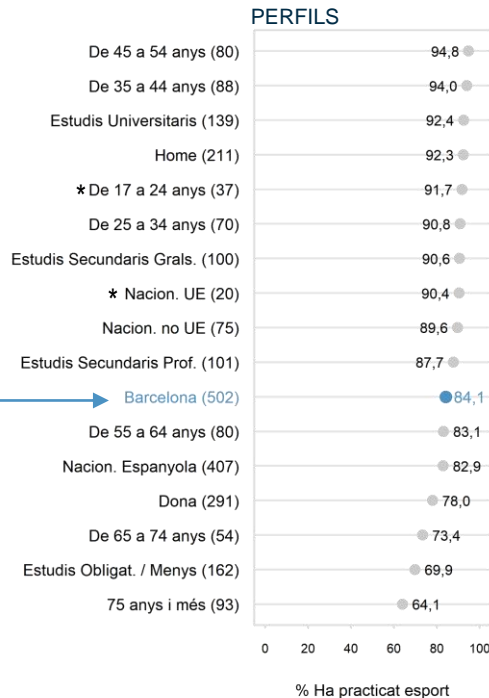 PERFILS
De 45 a 54 anys (80) 94,8
De 35 a 44 anys (88) 94,0
Estudis Universitaris (139) 92,4
Home (211) 92,3
* De 17 a 24 anys (37) 91,7
De 25 a 34 anys (70) 90,8
Estudis Secundaris Grals. (100) 90,6
* Nacion. UE (20) 90,4
Nacion. no UE (75) 89,6
Estudis Secundaris Prof. (101) 87,7
Barcelona (502) 84,1
De 55 a 64 anys (80) 83,1
Nacion. Espanyola (407) 82,9
Dona (291) 78,0
De 65 a 74 anys (54) 73,4
Estudis Obligat. / Menys (162) 69,9
75 anys i més (93) 64,1
0 20 40 60 80 100
% Ha practicat esport